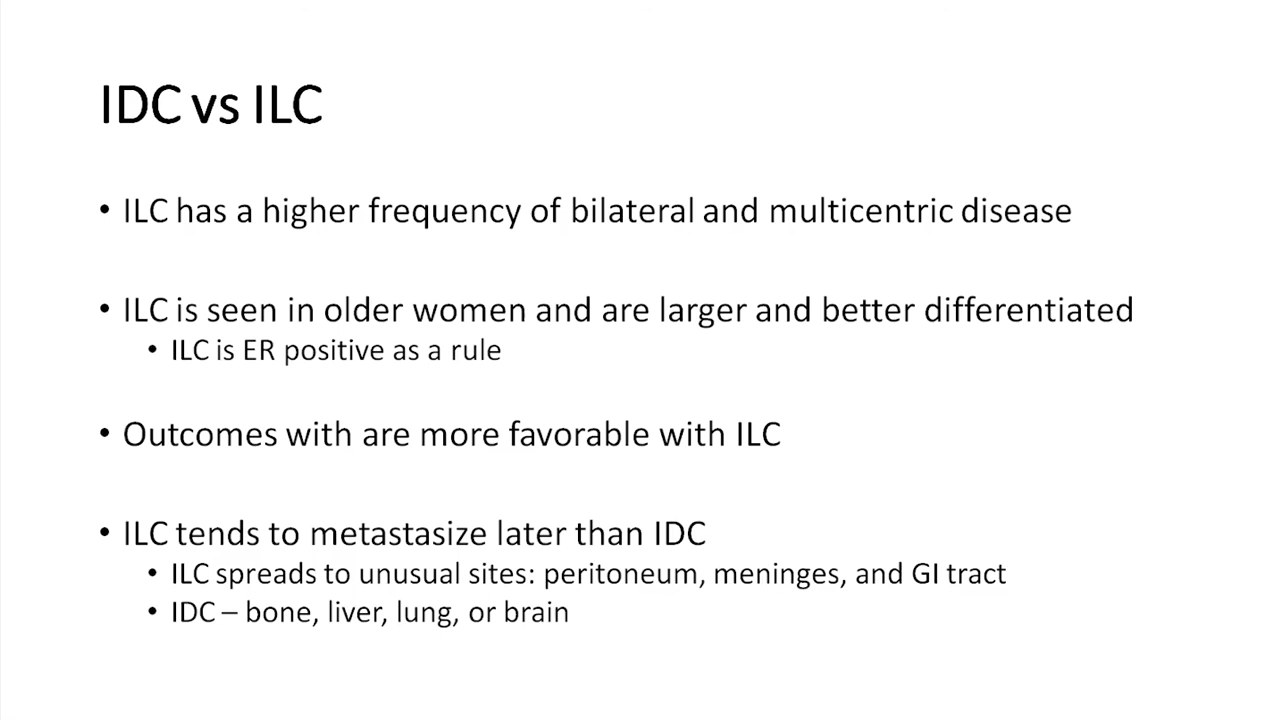 IDC vs ILC
• ILC has a higher frequency of bilateral and multicentric disease
• ILC is seen in older women and are larger and better differentiated
• ILC is ER positive as a rule
• Outcomes with are more favorable with ILC
• ILC tends to metastasize later than IDC
• ILC spreads to unusual sites: peritoneum, meninges, and GI tract
• IDC – bone, liver, lung, or brain